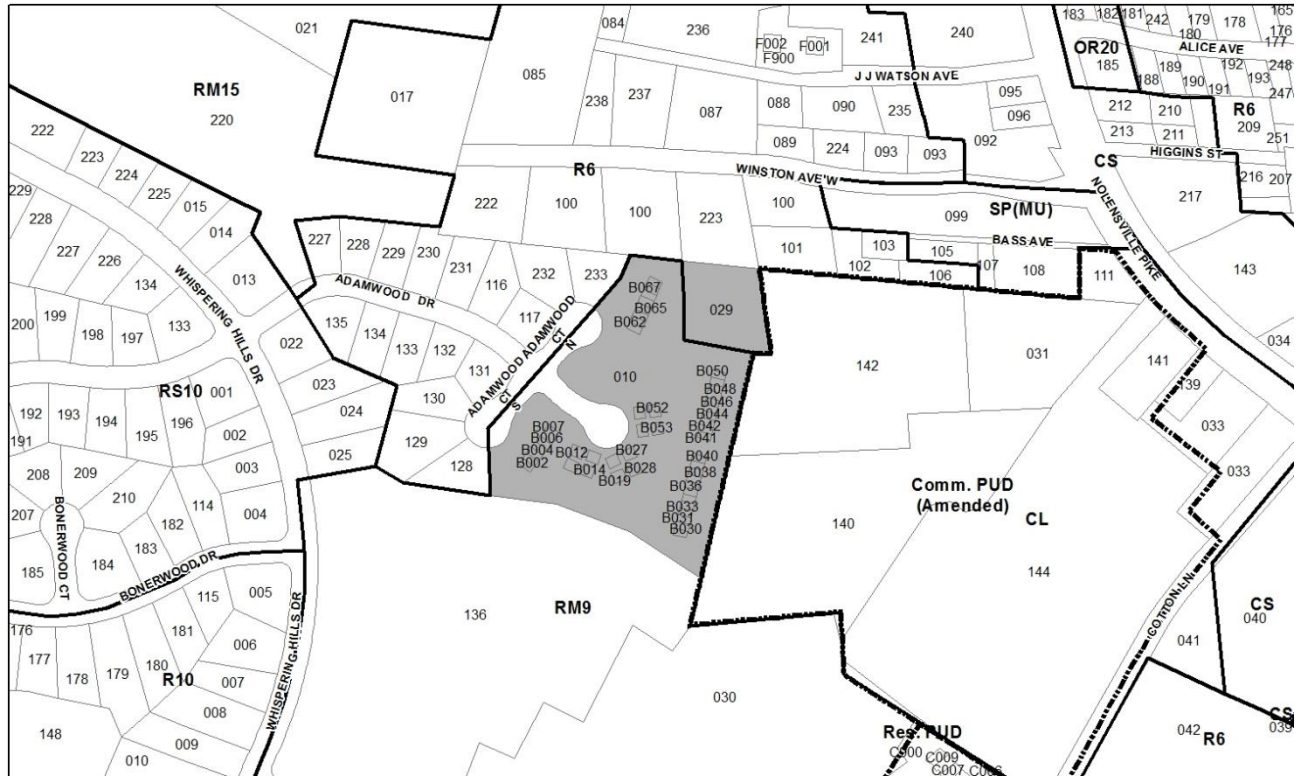 021
084
236
F002
F001
F900
241
240
183
182
181
242
179
178
165
176
180
177
OR20
ALICE AVE
185
189
192
248
188
190
191
193
247
RM15
220
017
085
J J WATSON AVE
238
237
087
088
090
235
095
096
092
212
210
R6
209
213
211
251
HIGGINS ST
222
223
224
225
015
014
229
228
227
226
134
013
R6
089
224
093
093
WINSTON AVE W
CS
216
207
222
100
100
223
100
099
SP(MU)
217
NOLENSVILLE PIKE
BASS AVE
101
103
102
105
106
107
108
111
143
227
228
229
230
231
116
232
233
117
ADAMWOOD DR
WHISPERING HILLS DR
ADAMWOOD CT N
ADAMWOOD CT S
B067
B065
B062
029
200
199
198
197
133
022
135
134
133
132
131
130
129
128
023
024
025
142
031
141
139
034
033
033
RS10
001
002
003
004
192
193
194
195
196
191
010
B050
B048
B046
B044
B042
B041
B040
B038
B036
B033
B031
B030
B052
B053
B007
B006
B004
B002
B012
B014
B027
B028
B019
208
209
210
114
207
182
183
184
185
BONERWOOD CT
BONERWOOD DR
Comm. PUD
(Amended)
CL
140
144
COTTON LN
CS
040
041
115
005
181
006
007
008
009
010
176
177
178
179
180
R10
148
WHISPERING HILLS DR
136
RM9
030
Res. PUD
C000
C009
C007
C006
042
R6
CS
039